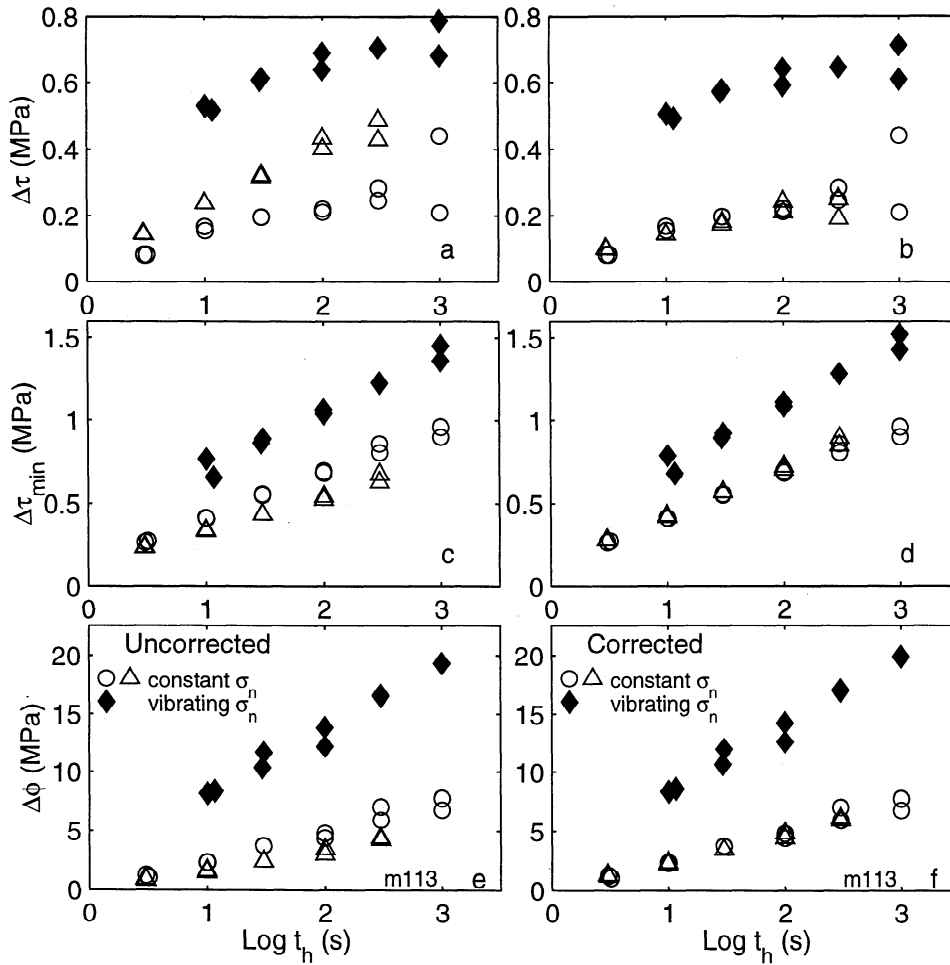 0.8
0.6
0.4
0.2
0
Δτ (MPa)
a
0 1 2 3
0.8
0.6
0.4
0.2
0
Δτ (MPa)
b
0 1 2 3
1.5
1
0.5
0
Δτmin (MPa)
c
0 1 2 3
1.5
1
0.5
0
d
0 1 2 3
20
15
10
5
0
Δϕ (MPa)
Uncorrected
constant σn
vibrating σn
m113 e
0 1 2 3
Log th (s)
20
15
10
5
0
Corrected
constant σn
vibrating σn
m113 f
0 1 2 3
Log th (s)